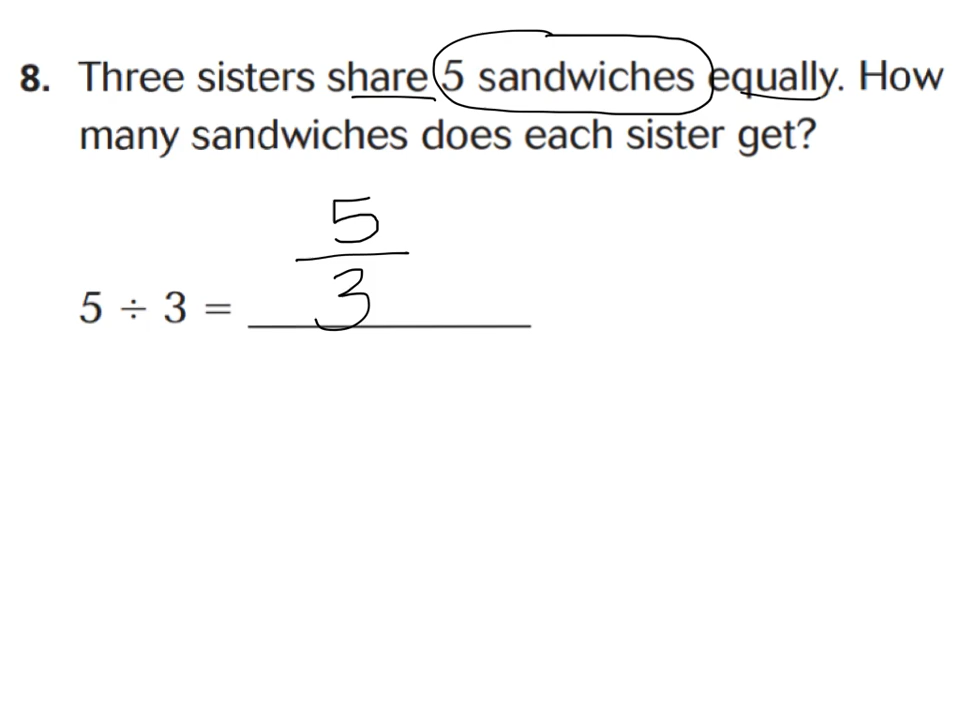 8. Three sisters share 5 sandwiches equally. How
many sandwiches does each sister get?
5
3
5 ÷ 3 =